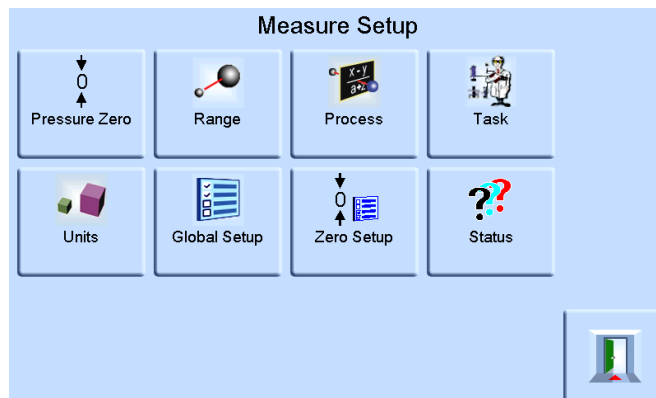 Measure Setup
0
Pressure Zero
Range
x-y
a+z
Process
Task
Units
Global Setup
0
Zero Setup
???
Status